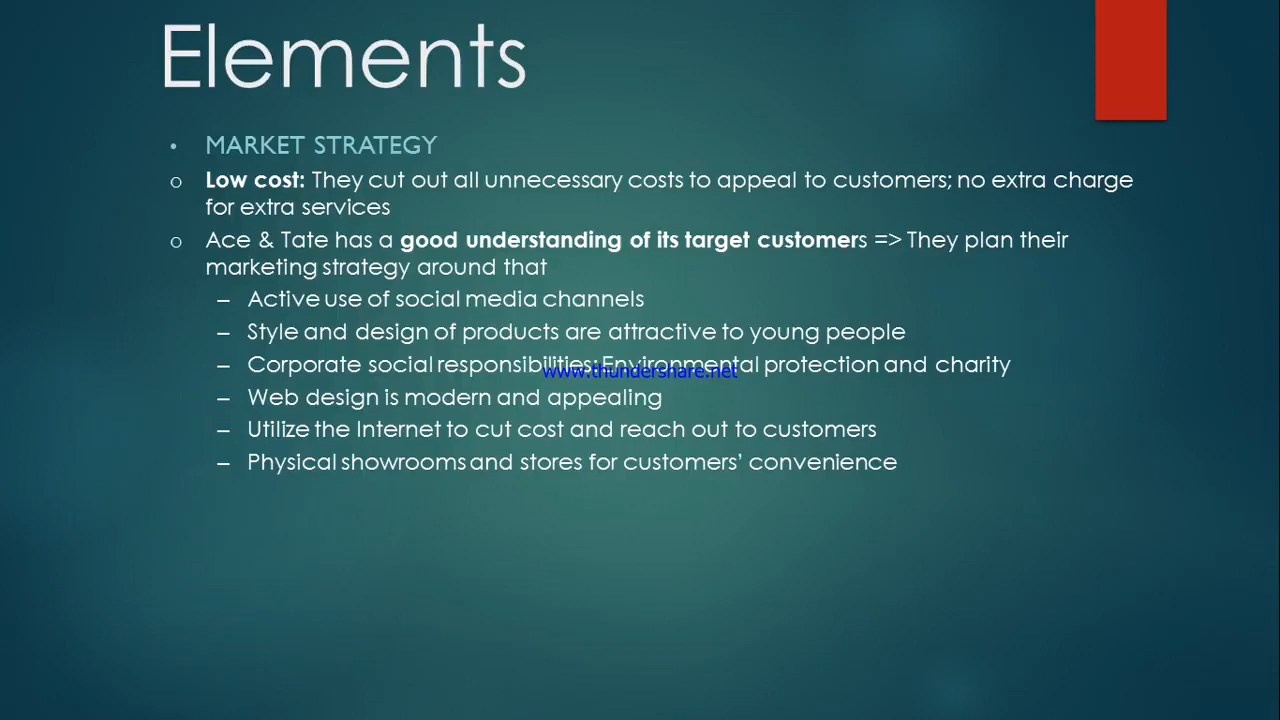 Elements
• MARKET STRATEGY
o Low cost: They cut out all unnecessary costs to appeal to customers; no extra charge
for extra services
o Ace & Tate has a good understanding of its target customers => They plan their
marketing strategy around that
– Active use of social media channels
– Style and design of products are attractive to young people
– Corporate social responsibilities: Environmental protection and charity
www.thundershare.net
– Web design is modern and appealing
– Utilize the Internet to cut cost and reach out to customers
– Physical showrooms and stores for customers’ convenience